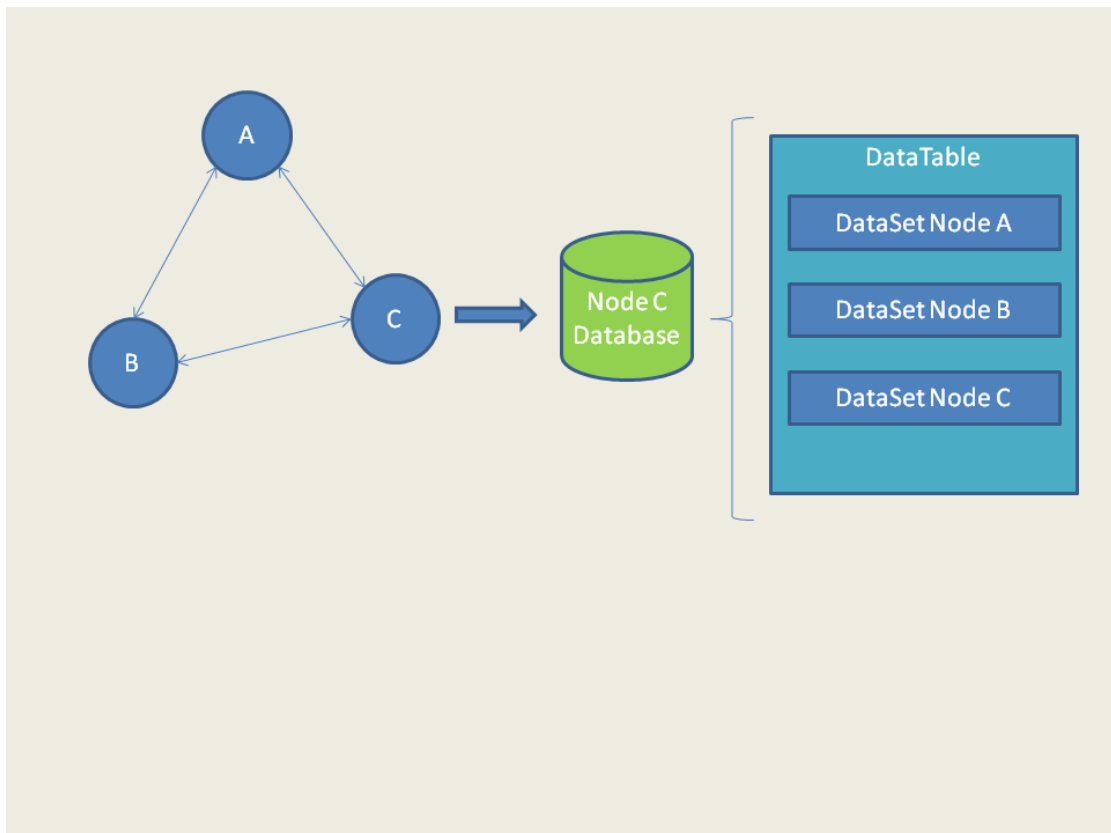 A
B
C
Node C
Database
DataTable
DataSet Node A
DataSet Node B
DataSet Node C